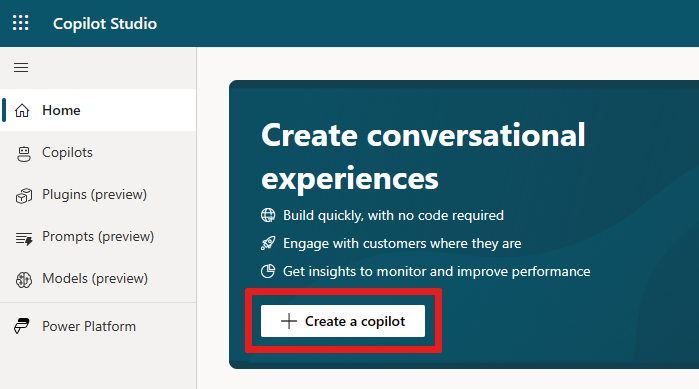 Copilot Studio
Home
Copilots
Plugins (preview)
Prompts (preview)
Models (preview)
Power Platform
Create conversational
experiences
Build quickly, with no code required
Engage with customers where they are
Get insights to monitor and improve performance
Create a copilot